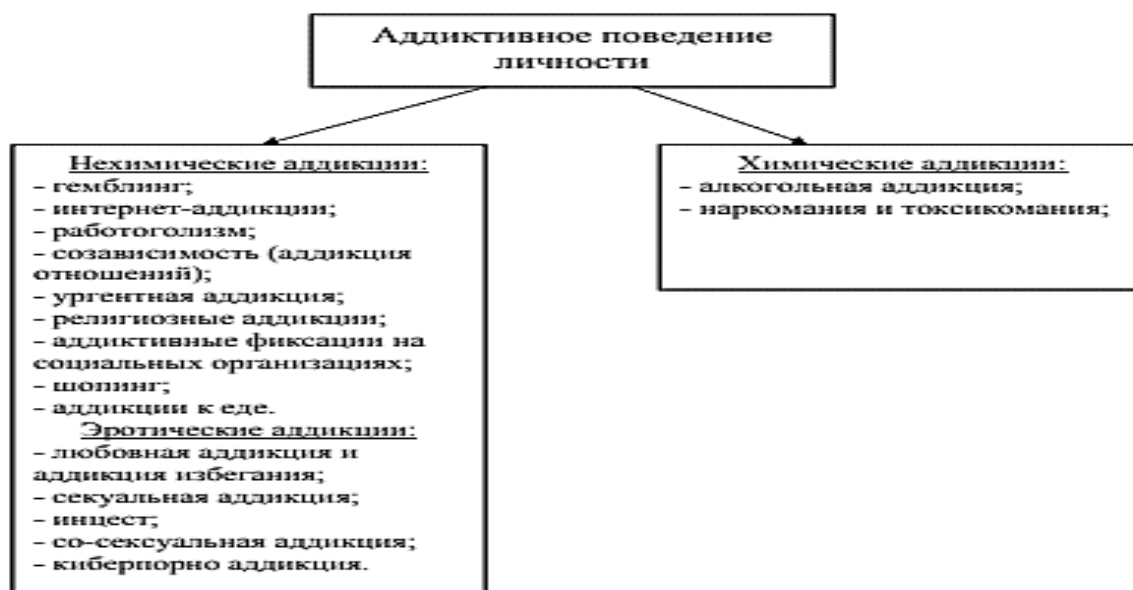 Аддиктивное поведение
личности
Нехимические аддикции:
- гемблинг;
- интернет-аддикции;
- работоголизм;
- созависимость (аддикция
отношений);
- ургентная аддикция;
- религиозные аддикции;
- аддиктивные фиксации на
социальных организациях;
- шопинг;
- аддикции к еде.
Эротические аддикции:
- любовная аддикция и
аддикция избегания;
- секуальная аддикция;
- инцест;
- со-сексуальная аддикция;
- киберпорно аддикция.
Химические аддикции:
- алкогольная аддикция;
- наркомания и токсикомания;